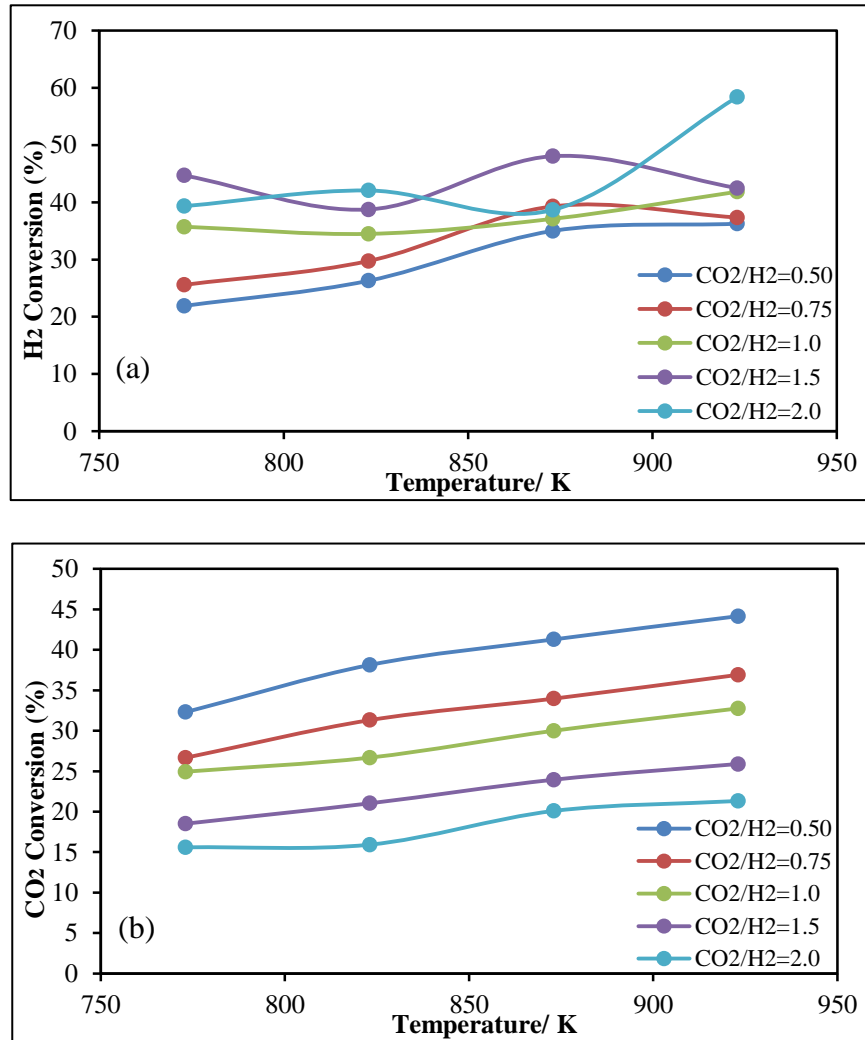 70
60
50
40
30
20
10
0
H2 Conversion (%)
(a)
CO2/H2=0.50
CO2/H2=0.75
CO2/H2=1.0
CO2/H2=1.5
CO2/H2=2.0
750 800 850 900 950
Temperature/ K
50
45
40
35
30
25
20
15
10
5
0
CO2 Conversion (%)
(b)
CO2/H2=0.50
CO2/H2=0.75
CO2/H2=1.0
CO2/H2=1.5
CO2/H2=2.0
750 800 850 900 950
Temperature/ K